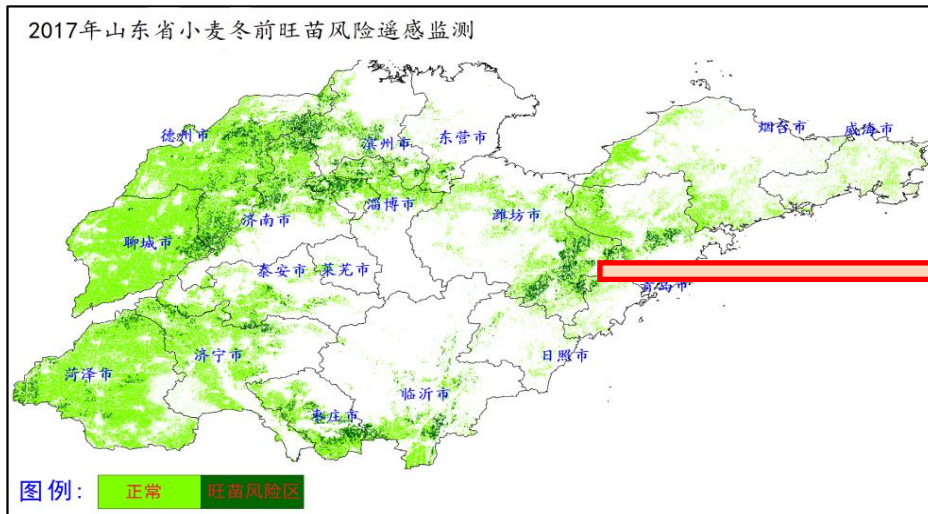 2017年山东省小麦冬前旺苗风险遥感监测
德州市
滨州市
东营市
烟台市
威海市
聊城市
济南市
淄博市
潍坊市
泰安市
莱芜市
青岛市
菏泽市
济宁市
日照市
临沂市
枣庄市
图例：
正常
旺苗风险区